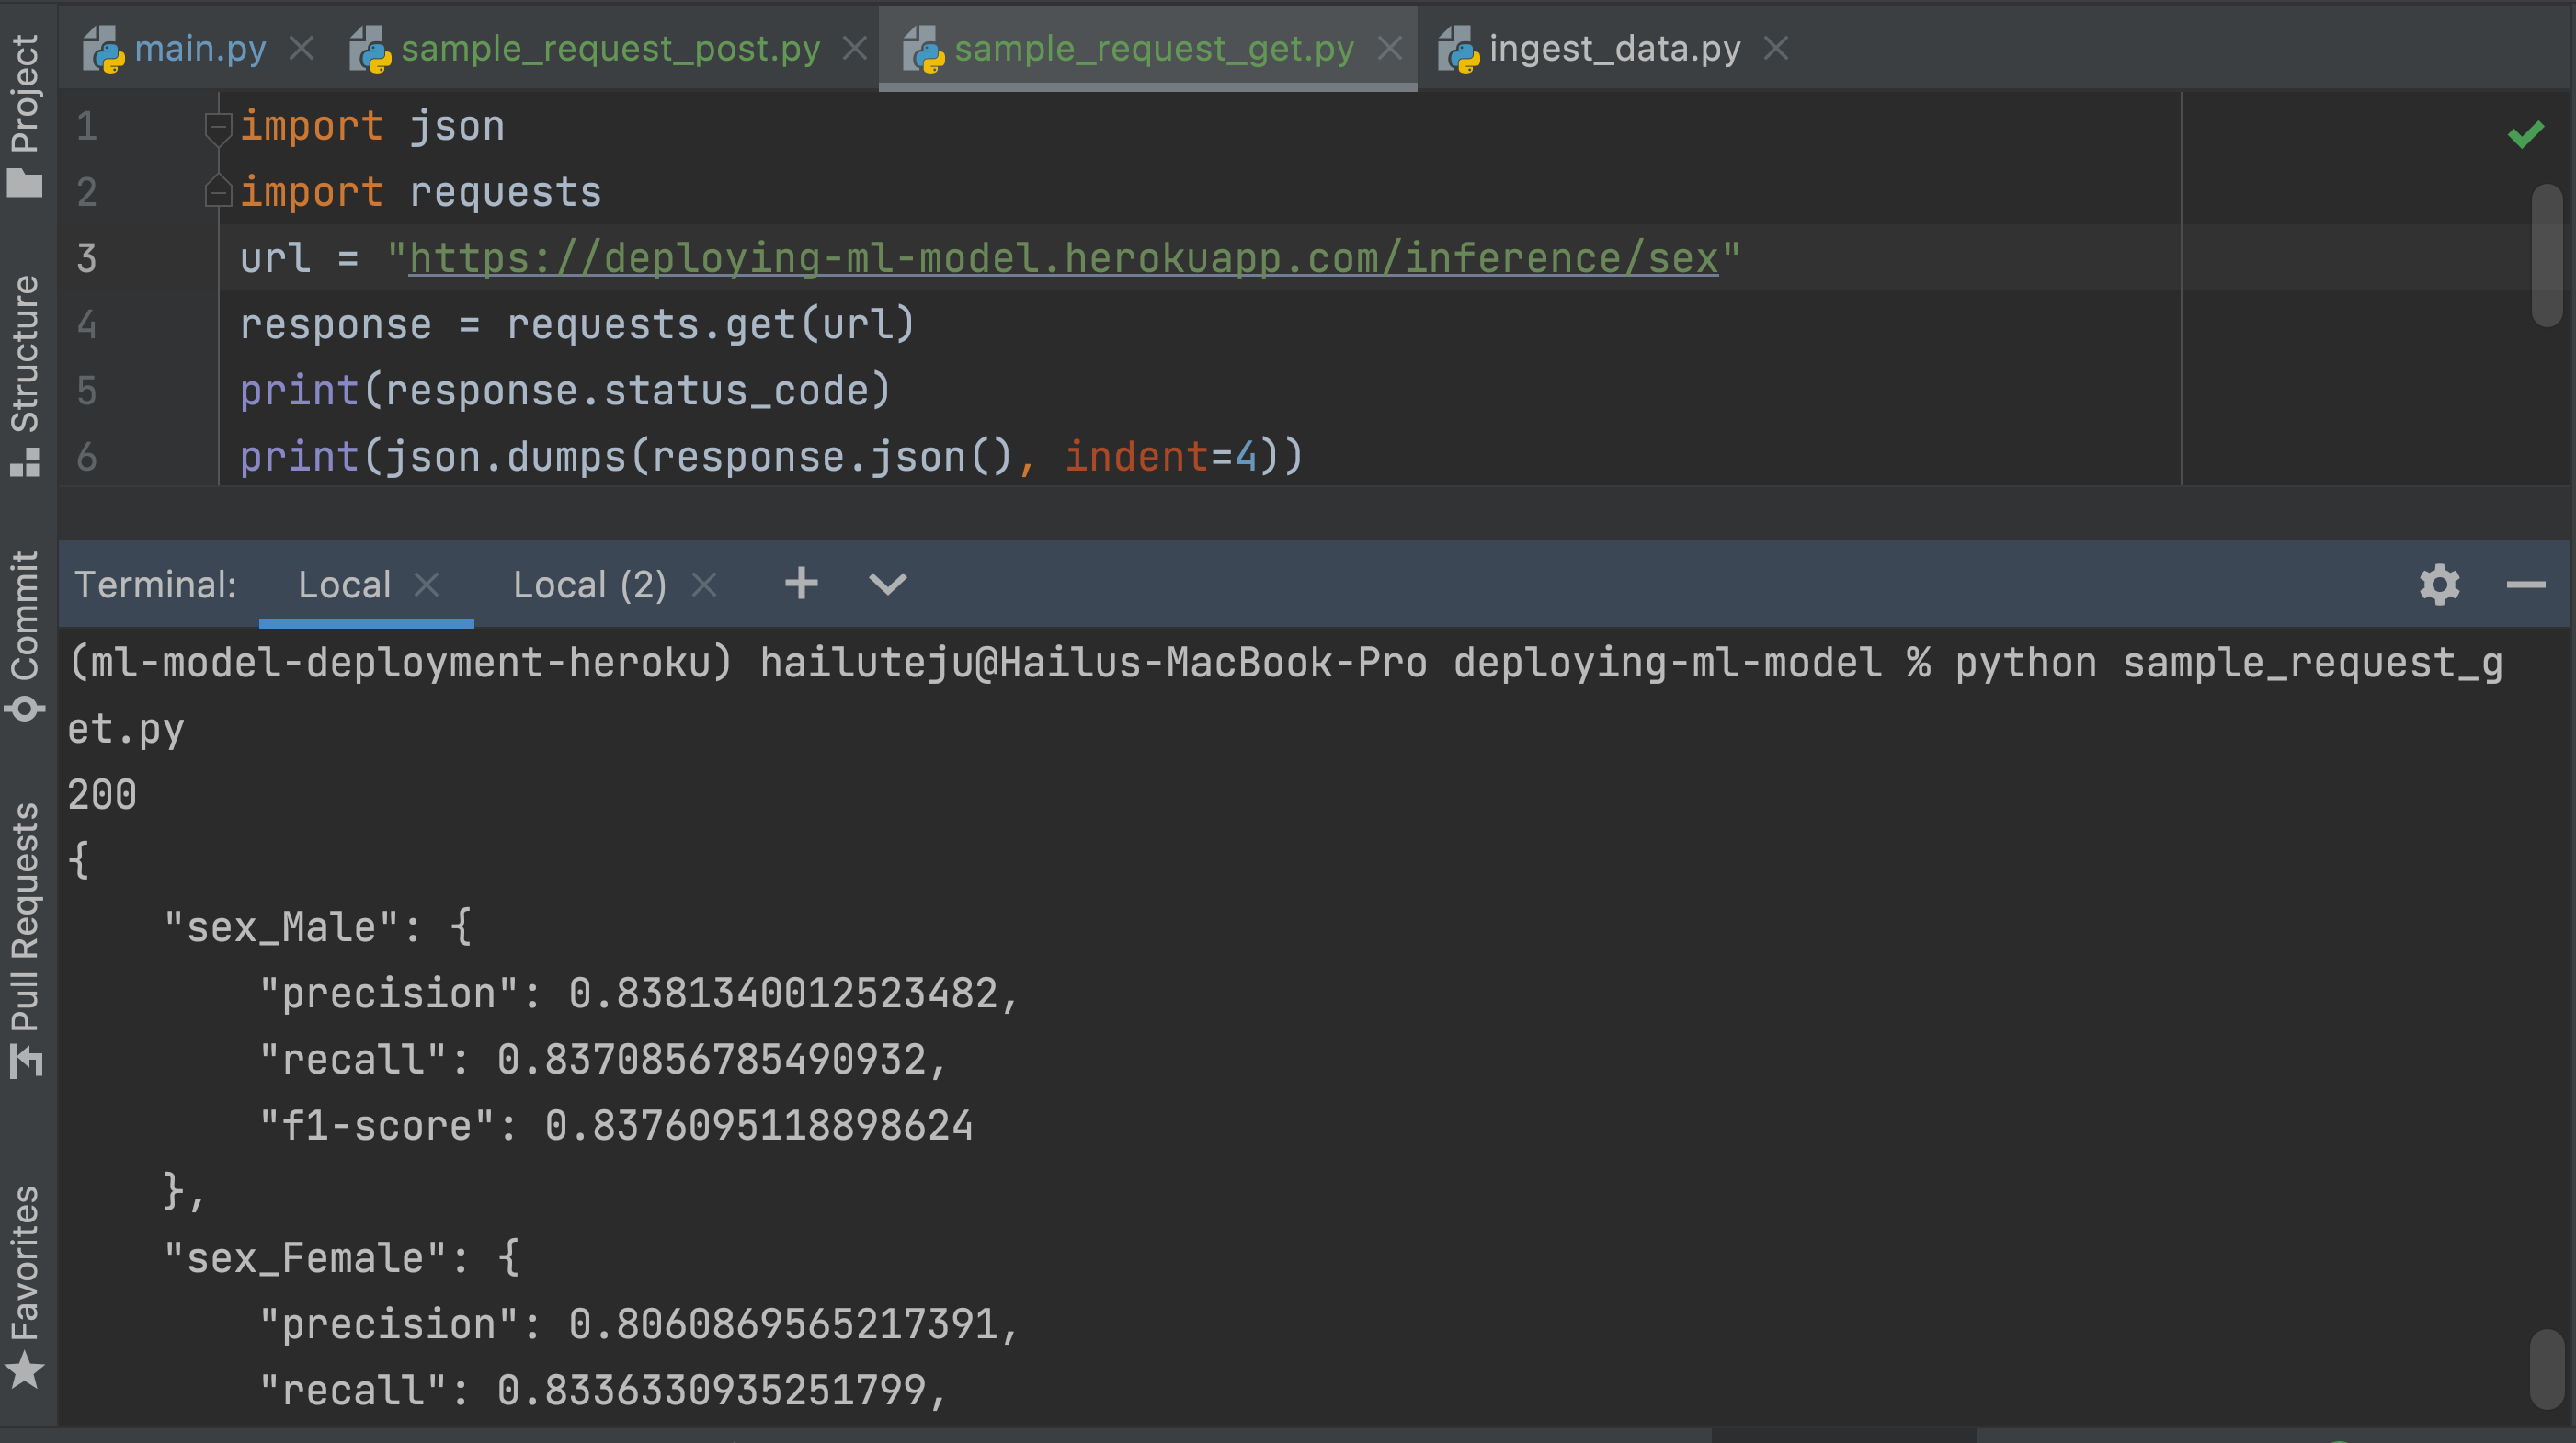 main.py
sample_request_post.py
sample_request_get.py
ingest_data.py
Project
Structure
Commit
Pull Requests
Favorites
1 import json
2 import requests
3 url = "https://deploying-ml-model.herokuapp.com/inference/sex"
4 response = requests.get(url)
5 print(response.status_code)
6 print(json.dumps(response.json(), indent=4))
Terminal: Local Local (2)
(ml-model-deployment-heroku) hailuteju@Hailus-MacBook-Pro deploying-ml-model % python sample_request_g
et.py
200
{
    "sex_Male": {
        "precision": 0.8381340012523482,
        "recall": 0.8370856785490932,
        "f1-score": 0.8376095118898624
    },
    "sex_Female": {
        "precision": 0.8060869565217391,
        "recall": 0.8336330935251799,